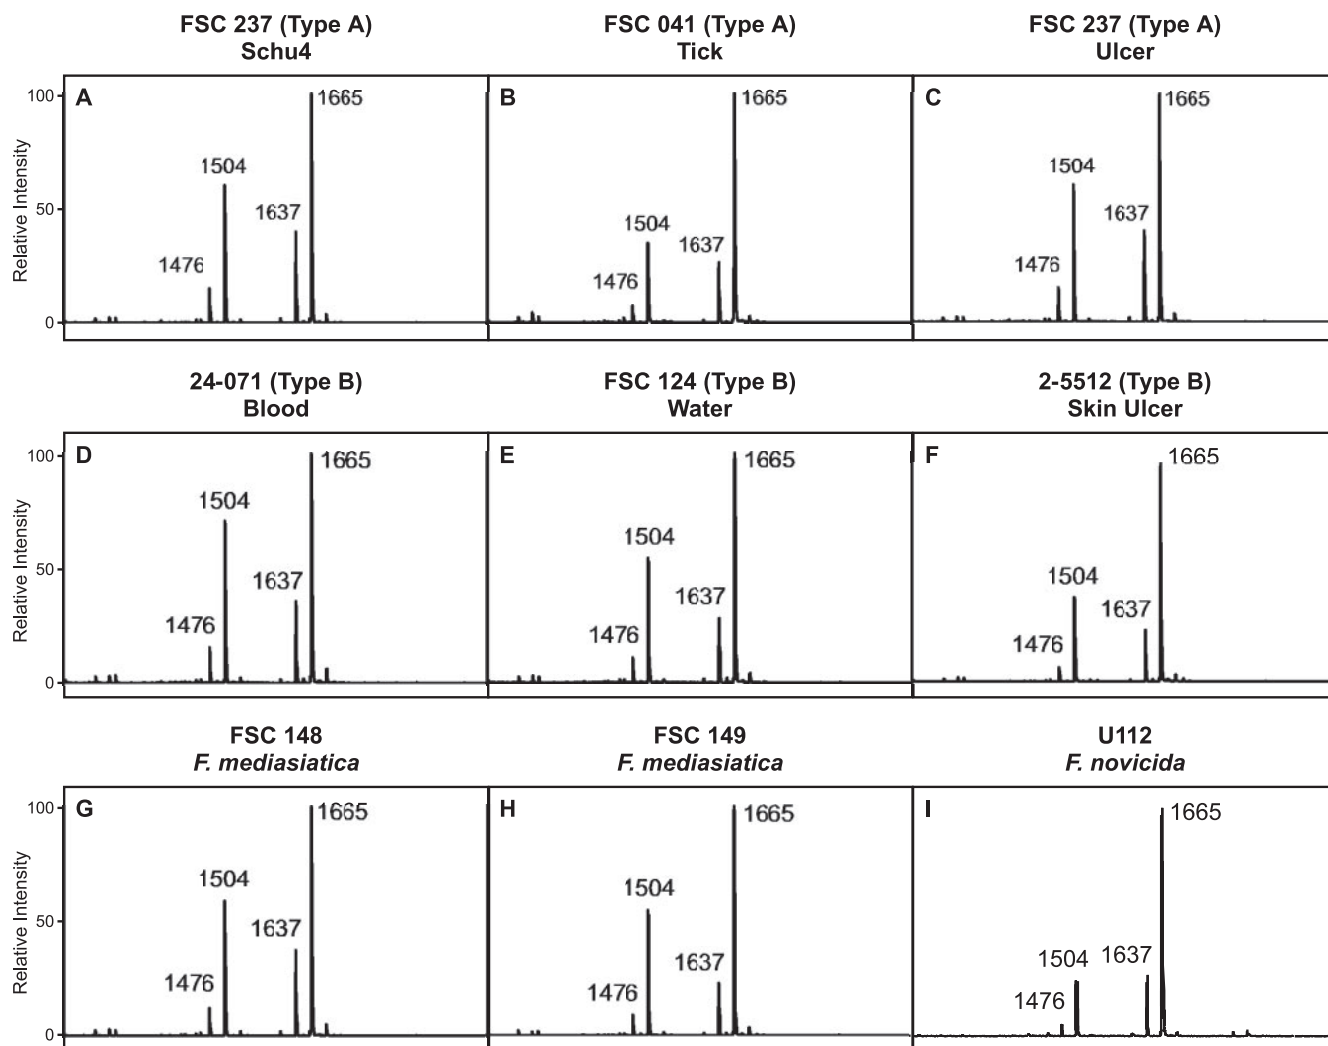 FSC 237 (Type A)
Schu4
FSC 041 (Type A)
Tick
FSC 237 (Type A)
Ulcer
A
B
C
Relative Intensity
100
50
0
1476
1504
1637
1665
1476
1504
1637
1665
1476
1504
1637
1665
24-071 (Type B)
Blood
FSC 124 (Type B)
Water
2-5512 (Type B)
Skin Ulcer
D
E
F
Relative Intensity
100
50
0
1476
1504
1637
1665
1476
1504
1637
1665
1476
1504
1637
1665
FSC 148
F. mediasiatica
FSC 149
F. mediasiatica
U112
F. novicida
G
H
I
Relative Intensity
100
50
0
1476
1504
1637
1665
1476
1504
1637
1665
1476
1504
1637
1665